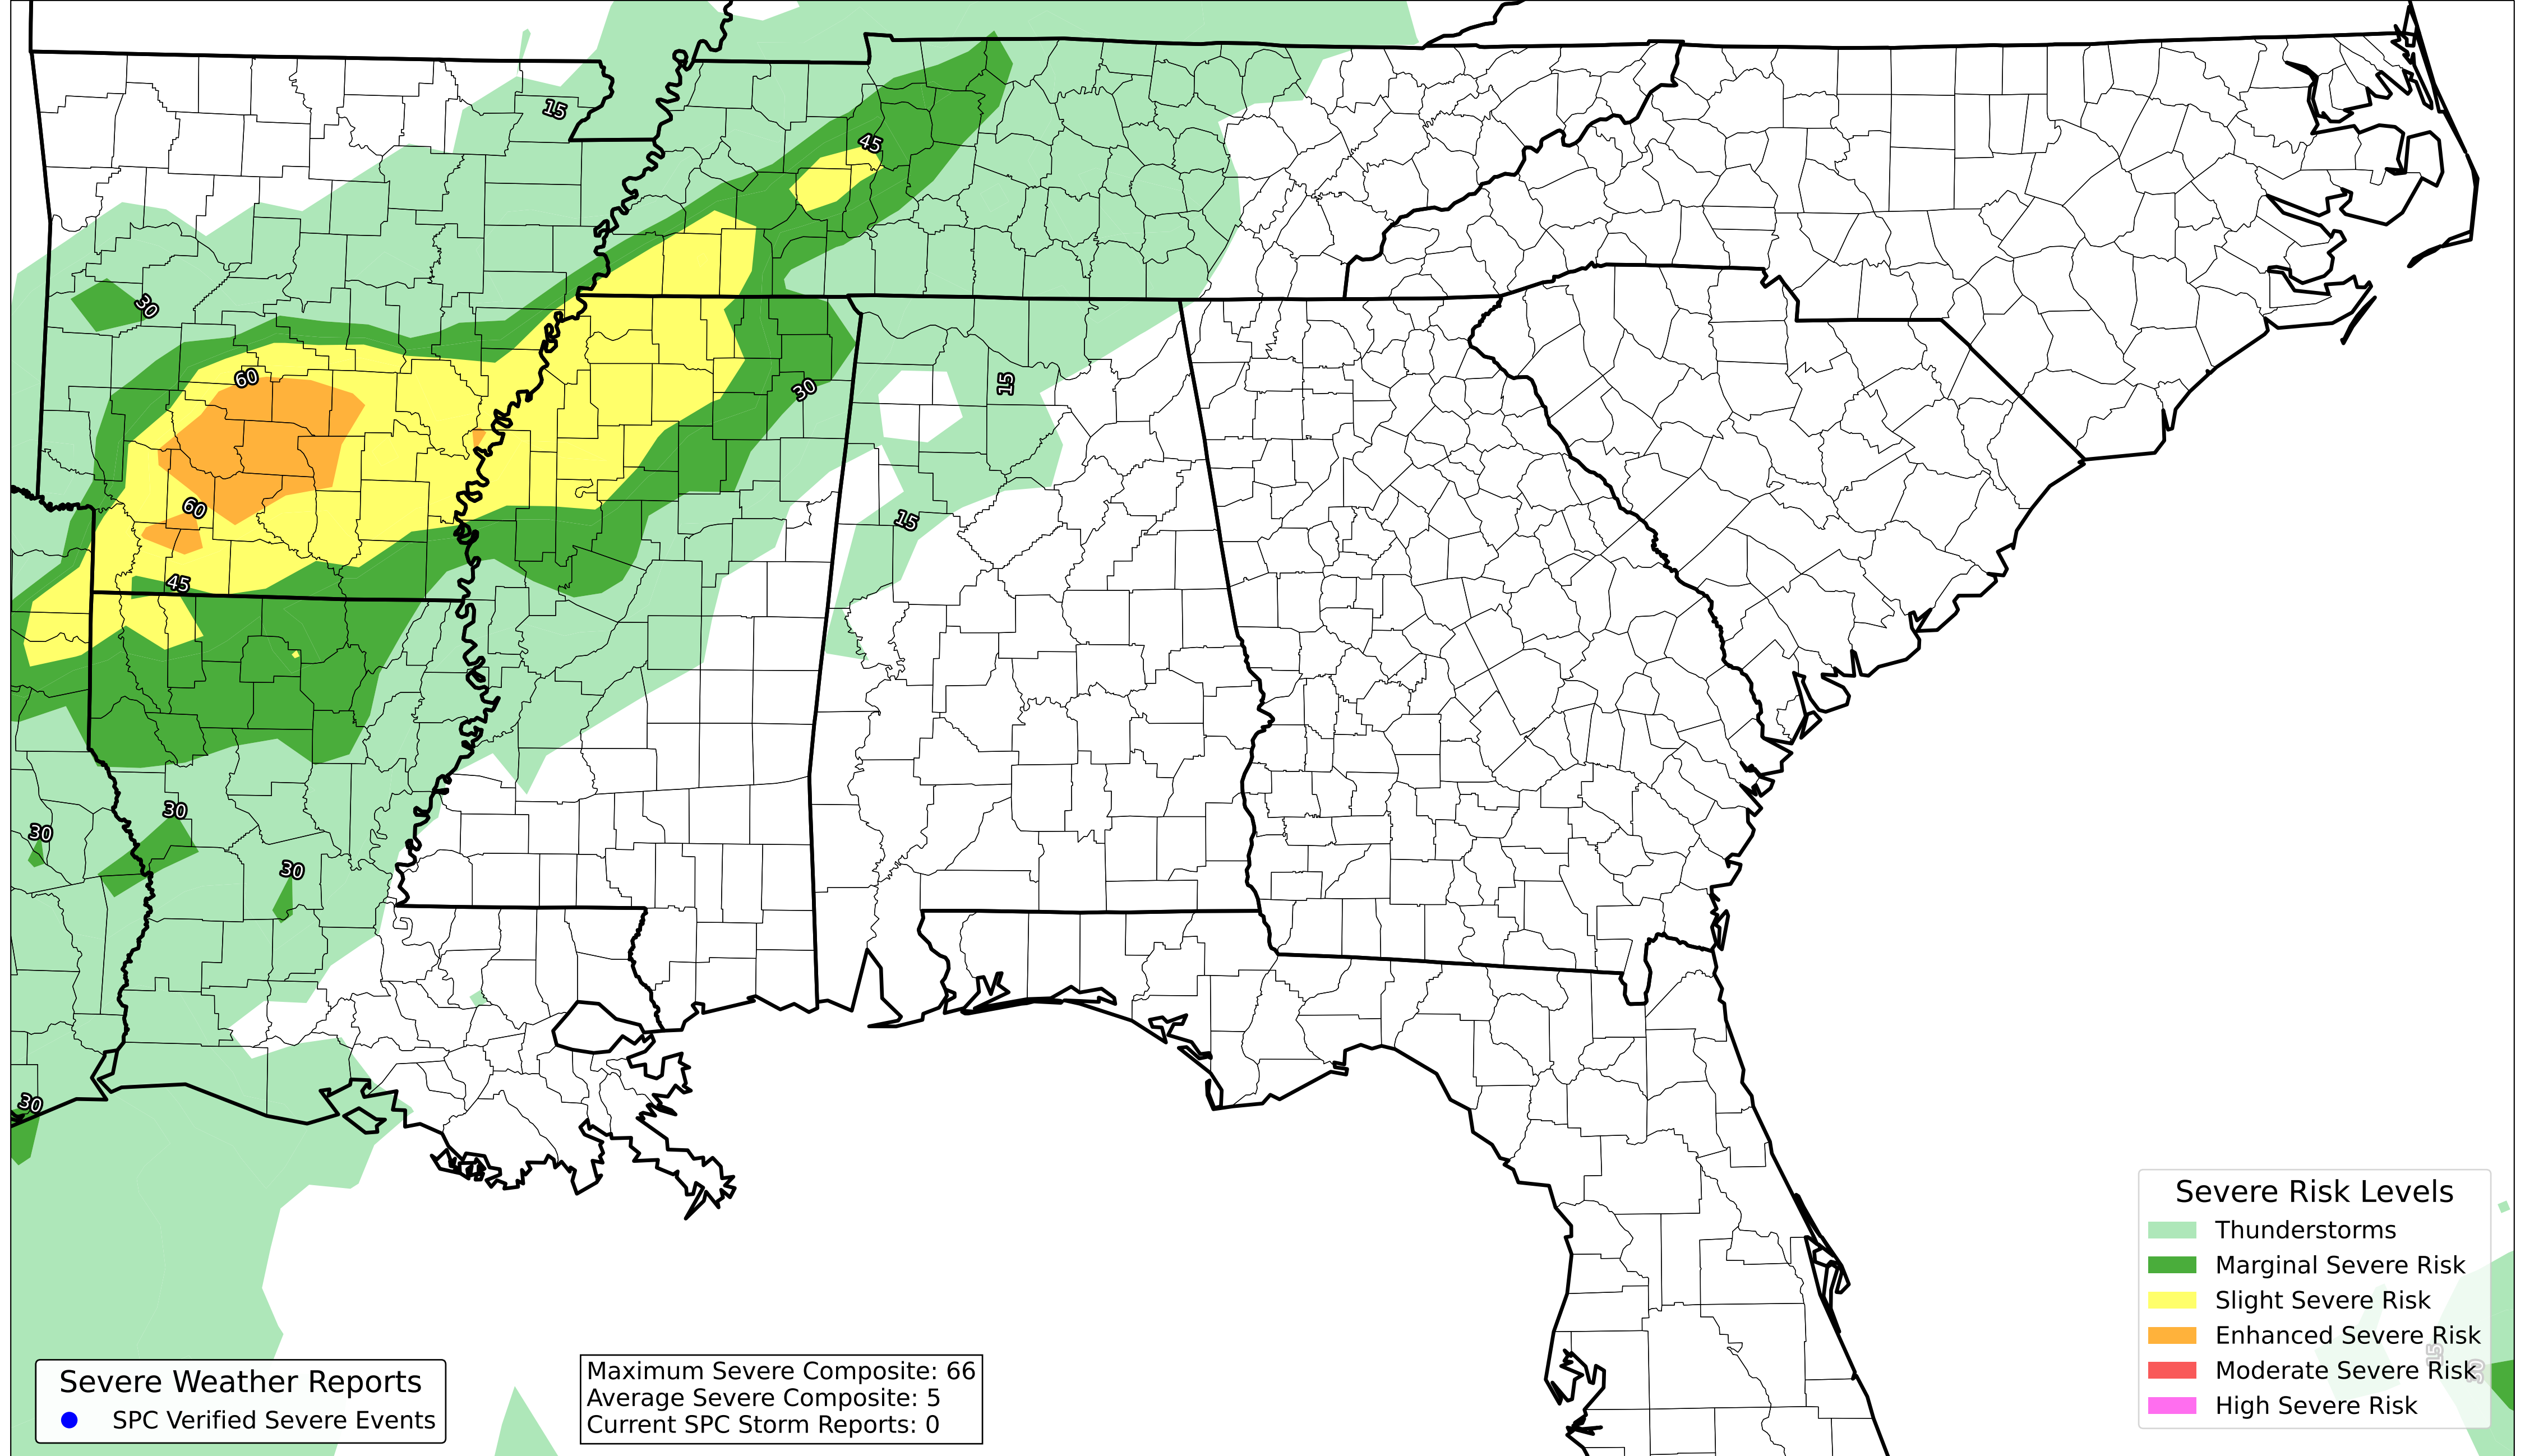 15
45
30
60
30
15
60
15
45
30
30
30
30
Severe Risk Levels
Thunderstorms
Marginal Severe Risk
Slight Severe Risk
Enhanced Severe Risk
15
Moderate Severe Risk
30
High Severe Risk
Severe Weather Reports
SPC Verified Severe Events
Maximum Severe Composite: 66
Average Severe Composite: 5
Current SPC Storm Reports: 0